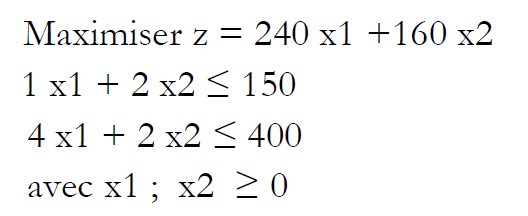 Maximiser z = 240 x1 +160 x2
1 x1 + 2 x2 ≤ 150
4 x1 + 2 x2 ≤ 400
avec x1 ; x2 ≥ 0